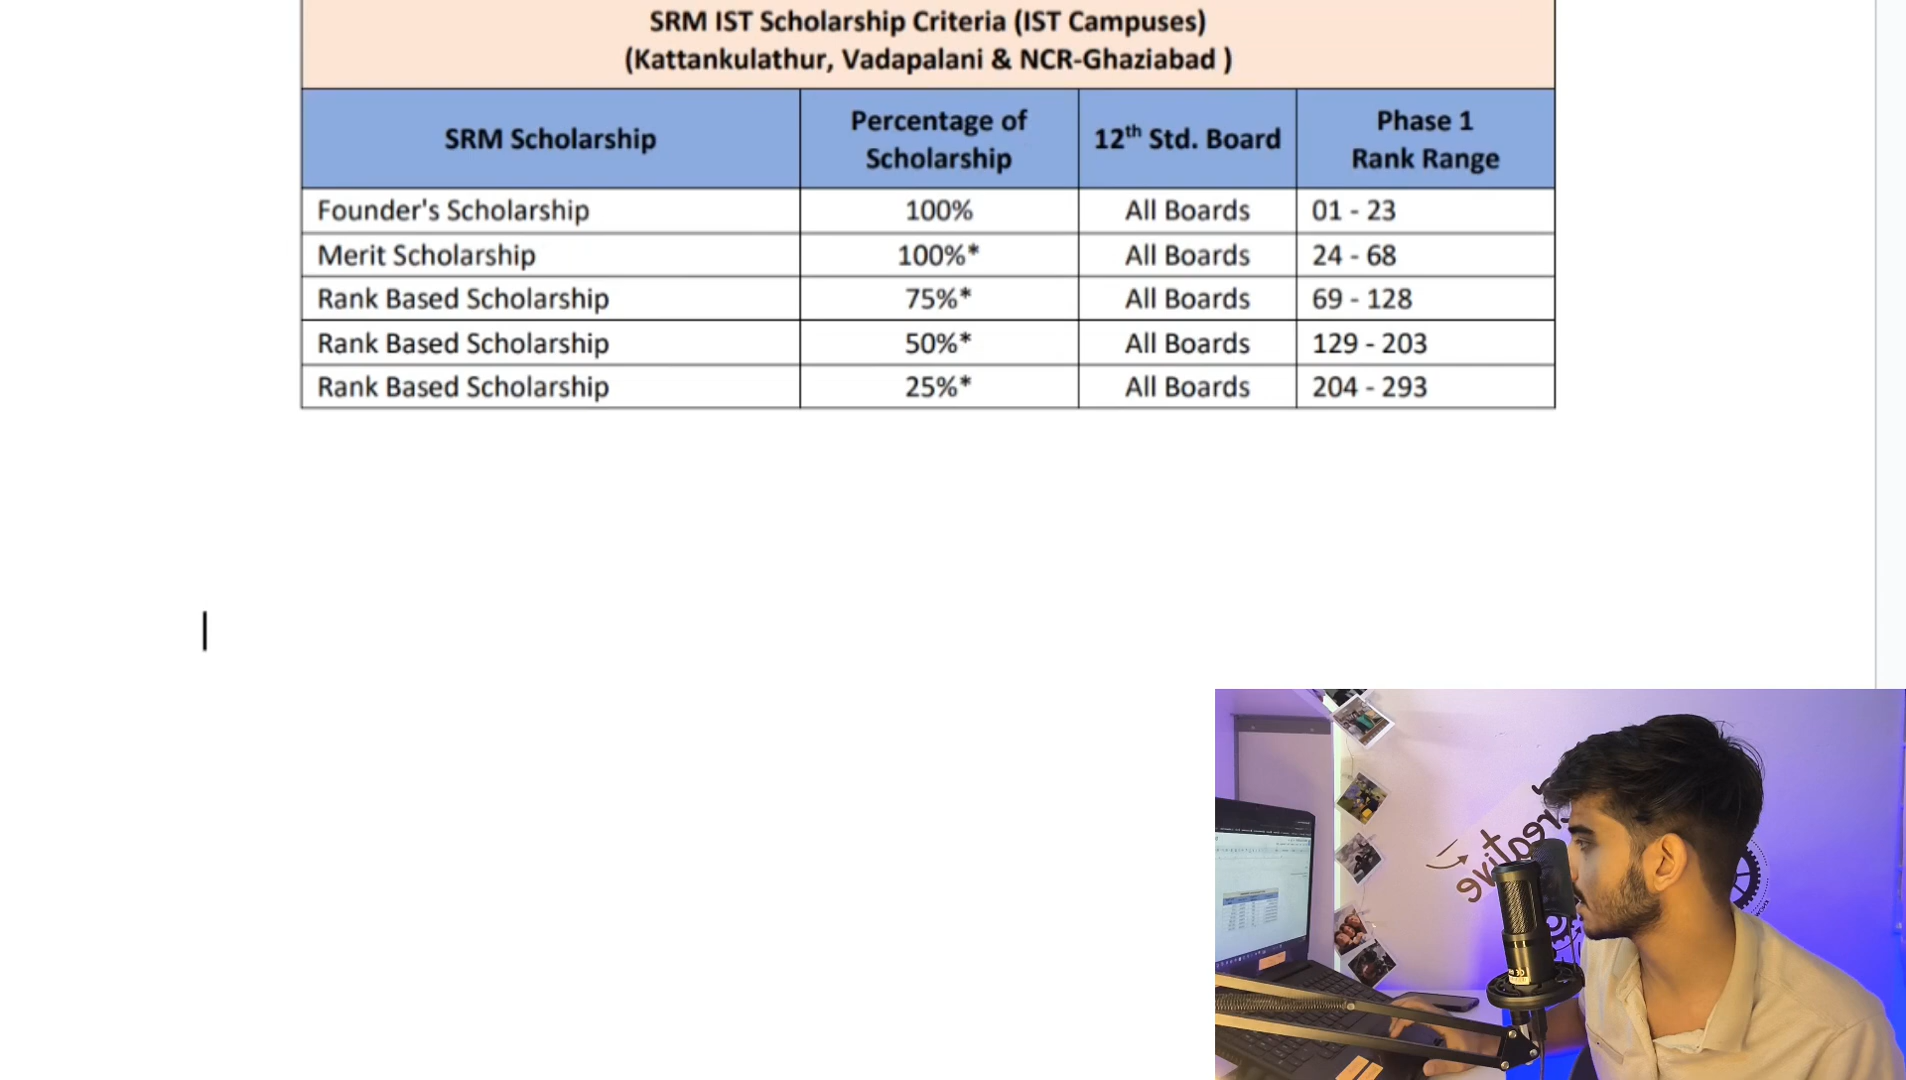 SRM IST Scholarship Criteria (IST Campuses)
(Kattankulathur, Vadapalani & NCR-Ghaziabad )
SRM Scholarship Percentage of Scholarship 12th Std. Board Phase 1 Rank Range
Founder's Scholarship 100% All Boards 01 - 23
Merit Scholarship 100%* All Boards 24 - 68
Rank Based Scholarship 75%* All Boards 69 - 128
Rank Based Scholarship 50%* All Boards 129 - 203
Rank Based Scholarship 25%* All Boards 204 - 293
creative